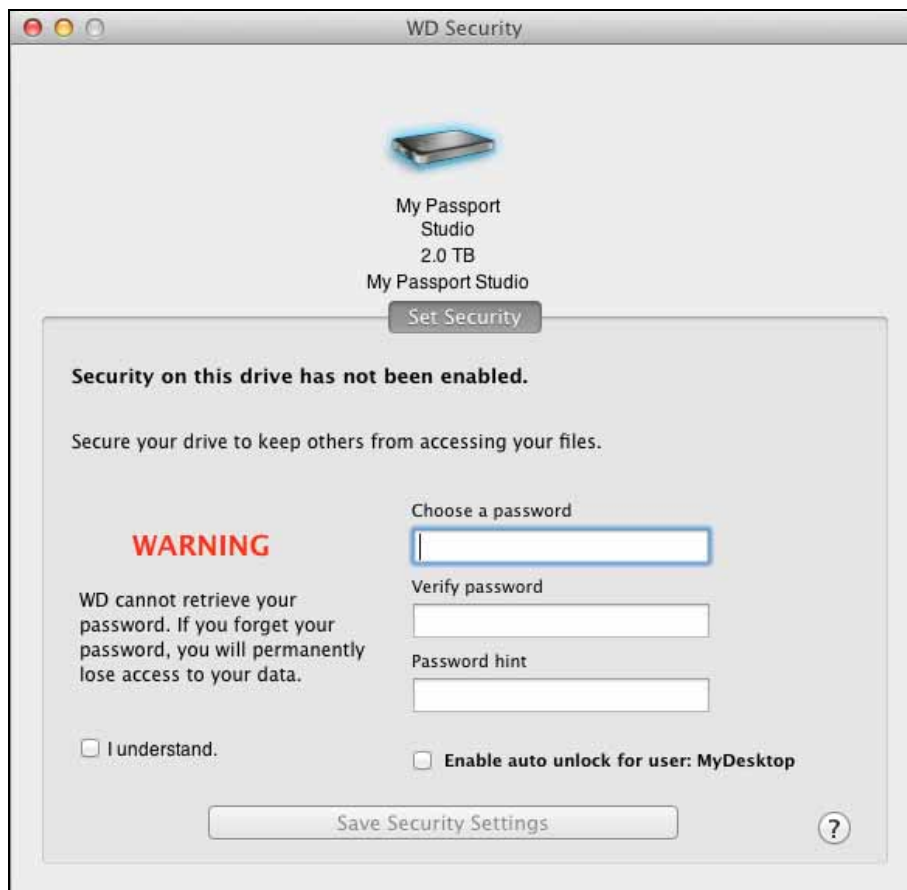 WD Security
My Passport
Studio
2.0 TB
My Passport Studio
Set Security
Security on this drive has not been enabled.
Secure your drive to keep others from accessing your files.
WARNING
WD cannot retrieve your
password. If you forget your
password, you will permanently
lose access to your data.
I understand.
Choose a password
Verify password
Password hint
Enable auto unlock for user: MyDesktop
Save Security Settings
?